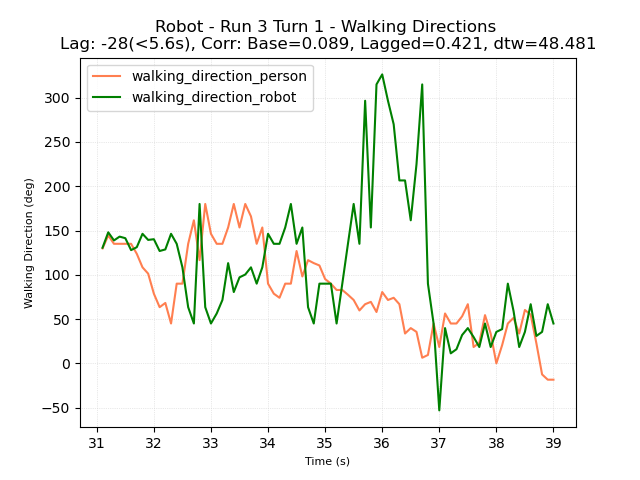 Robot - Run 3 Turn 1 - Walking Directions
Lag: -28(<5.6s), Corr: Base=0.089, Lagged=0.421, dtw=48.481
walking_direction_person
walking_direction_robot
Walking Direction (deg)
300
250
200
150
100
50
0
−50
31 32 33 34 35 36 37 38 39
Time (s)